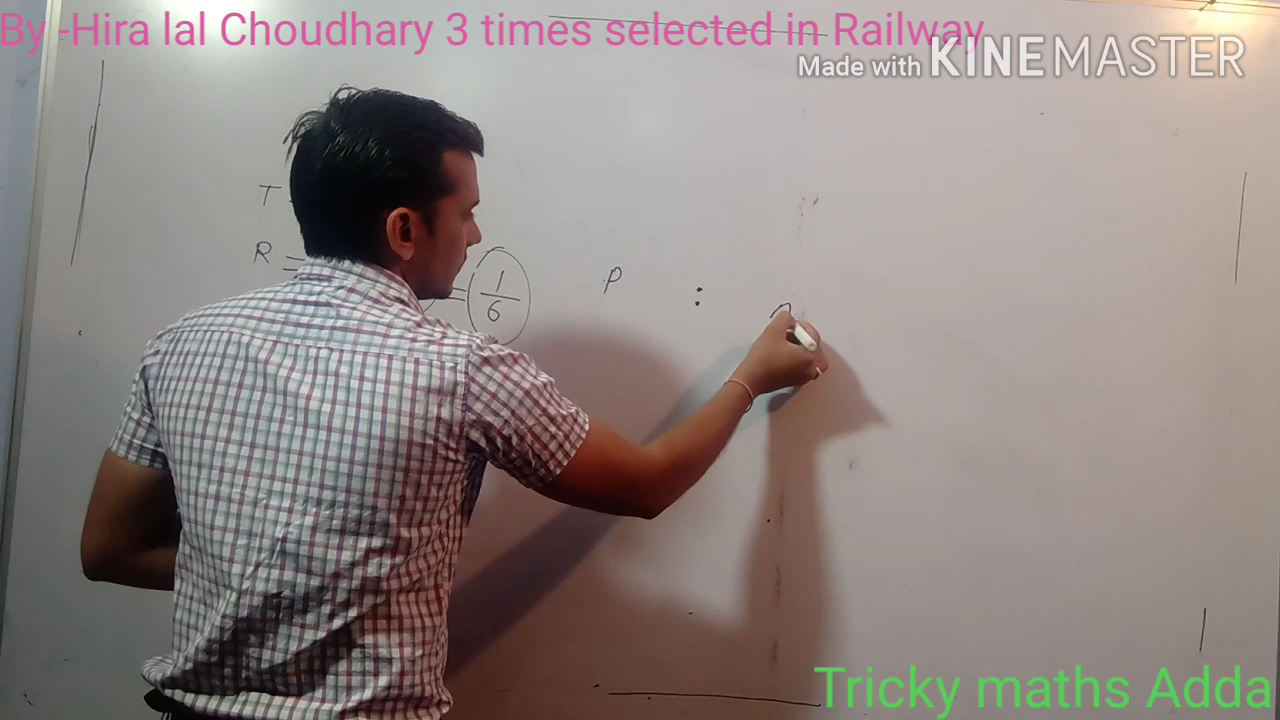 By -Hira lal Choudhary 3 times selected in Railway
Made with KINEMASTER
T
R =
= 1/6
P :
Tricky maths Adda